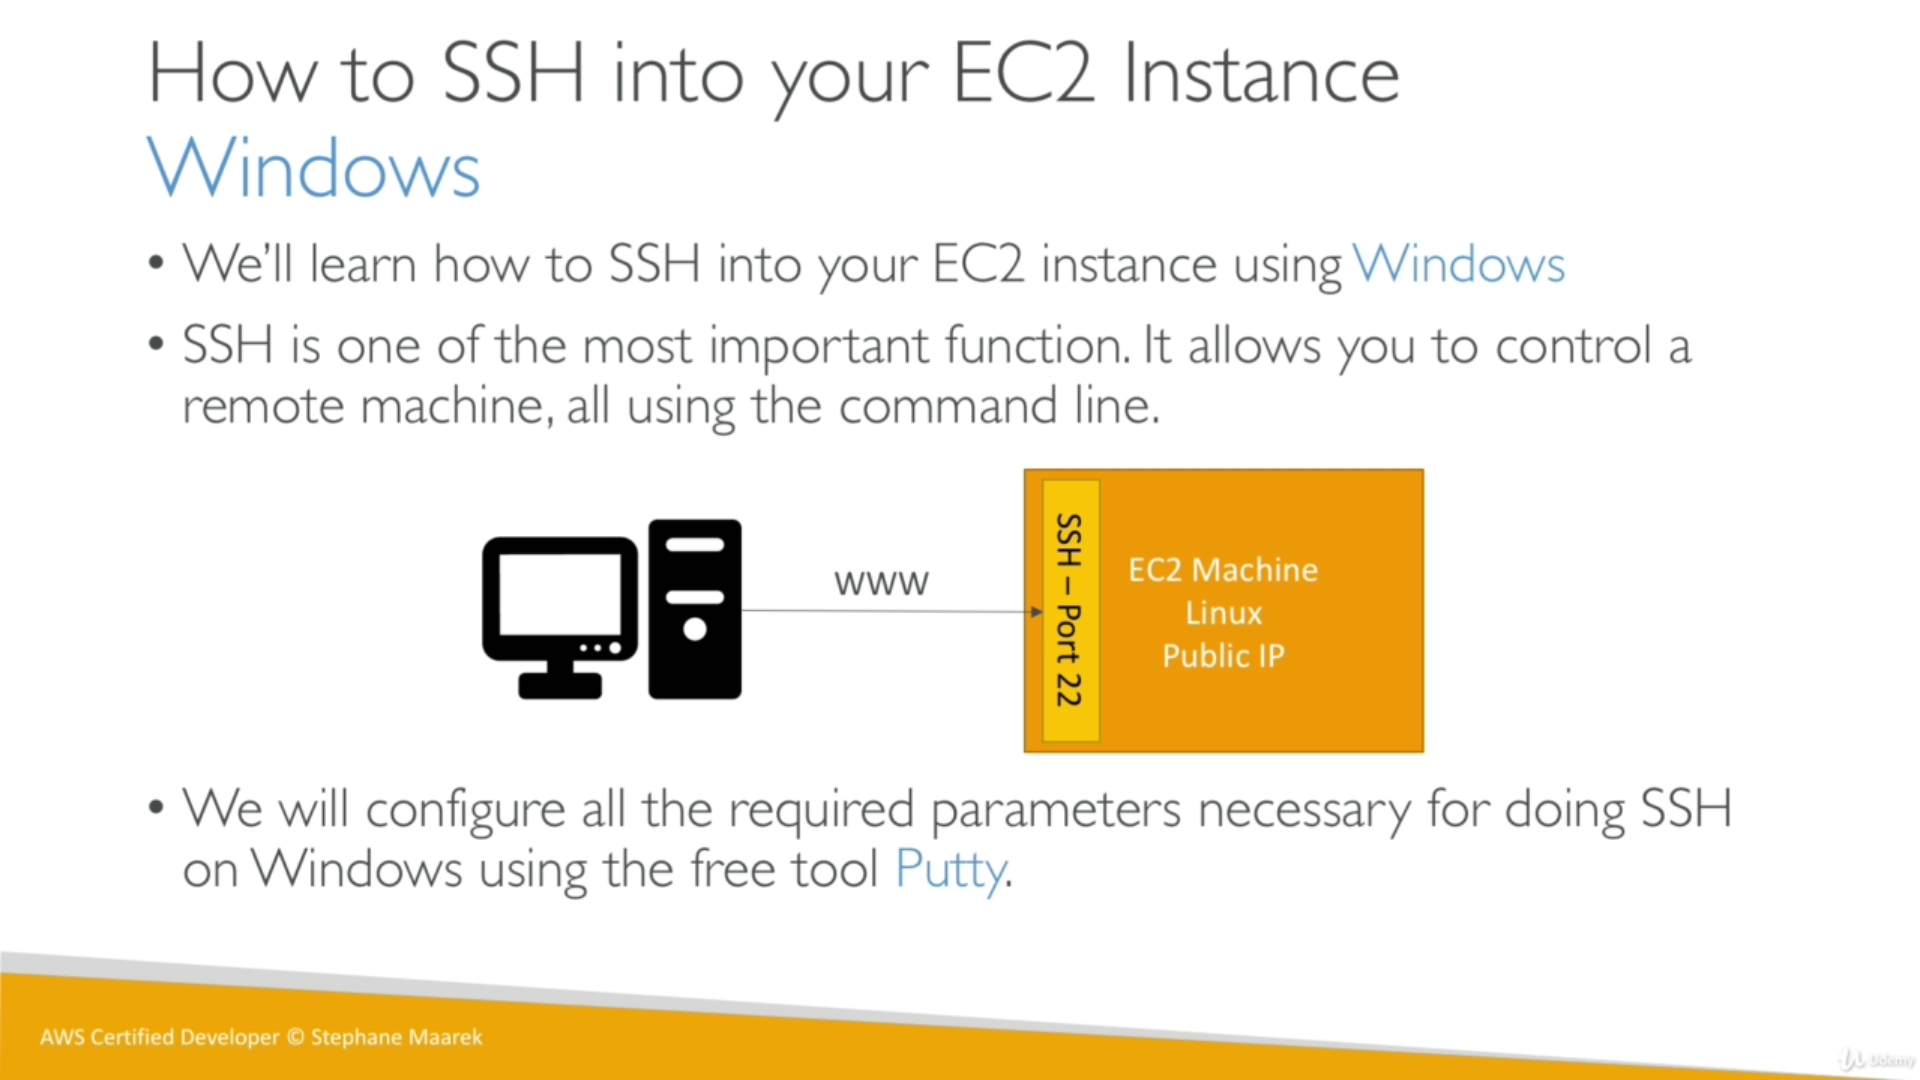 How to SSH into your EC2 Instance
Windows
• We'll learn how to SSH into your EC2 instance using Windows
• SSH is one of the most important function. It allows you to control a
remote machine, all using the command line.
WWW
SSH – Port 22
EC2 Machine
Linux
Public IP
• We will configure all the required parameters necessary for doing SSH
on Windows using the free tool Putty.
AWS Certified Developer © Stephane Maarek
Udemy